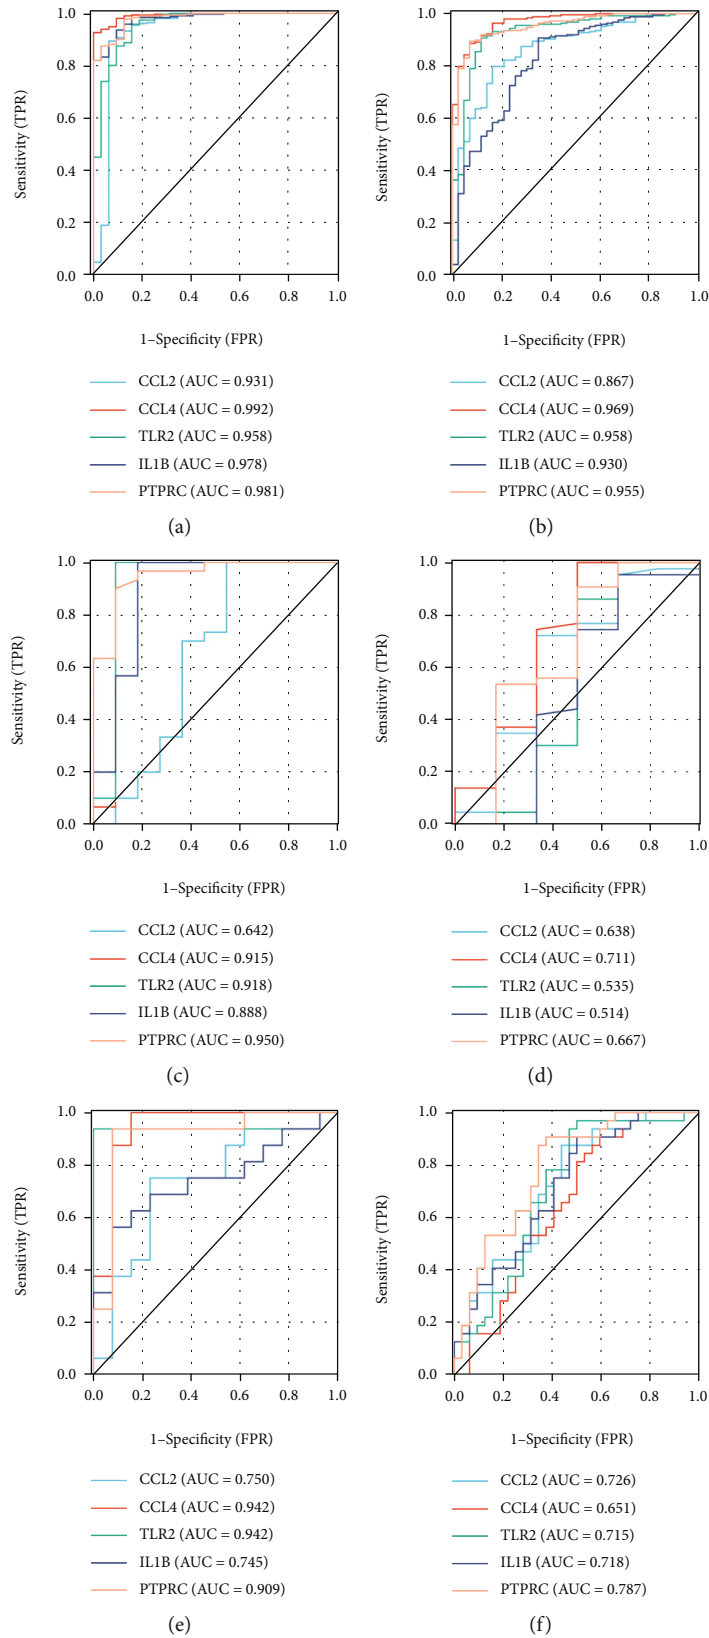 1.0
0.8
0.6
0.4
0.2
0.0
Sensitivity (TPR)
0.0 0.2 0.4 0.6 0.8 1.0
1–Specificity (FPR)
CCL2 (AUC = 0.931)
CCL4 (AUC = 0.992)
TLR2 (AUC = 0.958)
IL1B (AUC = 0.978)
PTPRC (AUC = 0.981)
(a)
1.0
0.8
0.6
0.4
0.2
0.0
Sensitivity (TPR)
0.0 0.2 0.4 0.6 0.8 1.0
1–Specificity (FPR)
CCL2 (AUC = 0.867)
CCL4 (AUC = 0.969)
TLR2 (AUC = 0.958)
IL1B (AUC = 0.930)
PTPRC (AUC = 0.955)
(b)
1.0
0.8
0.6
0.4
0.2
0.0
Sensitivity (TPR)
0.0 0.2 0.4 0.6 0.8 1.0
1–Specificity (FPR)
CCL2 (AUC = 0.642)
CCL4 (AUC = 0.915)
TLR2 (AUC = 0.918)
IL1B (AUC = 0.888)
PTPRC (AUC = 0.950)
(c)
1.0
0.8
0.6
0.4
0.2
0.0
Sensitivity (TPR)
0.0 0.2 0.4 0.6 0.8 1.0
1–Specificity (FPR)
CCL2 (AUC = 0.638)
CCL4 (AUC = 0.711)
TLR2 (AUC = 0.535)
IL1B (AUC = 0.514)
PTPRC (AUC = 0.667)
(d)
1.0
0.8
0.6
0.4
0.2
0.0
Sensitivity (TPR)
0.0 0.2 0.4 0.6 0.8 1.0
1–Specificity (FPR)
CCL2 (AUC = 0.750)
CCL4 (AUC = 0.942)
TLR2 (AUC = 0.942)
IL1B (AUC = 0.745)
PTPRC (AUC = 0.909)
(e)
1.0
0.8
0.6
0.4
0.2
0.0
Sensitivity (TPR)
0.0 0.2 0.4 0.6 0.8 1.0
1–Specificity (FPR)
CCL2 (AUC = 0.726)
CCL4 (AUC = 0.651)
TLR2 (AUC = 0.715)
IL1B (AUC = 0.718)
PTPRC (AUC = 0.787)
(f)